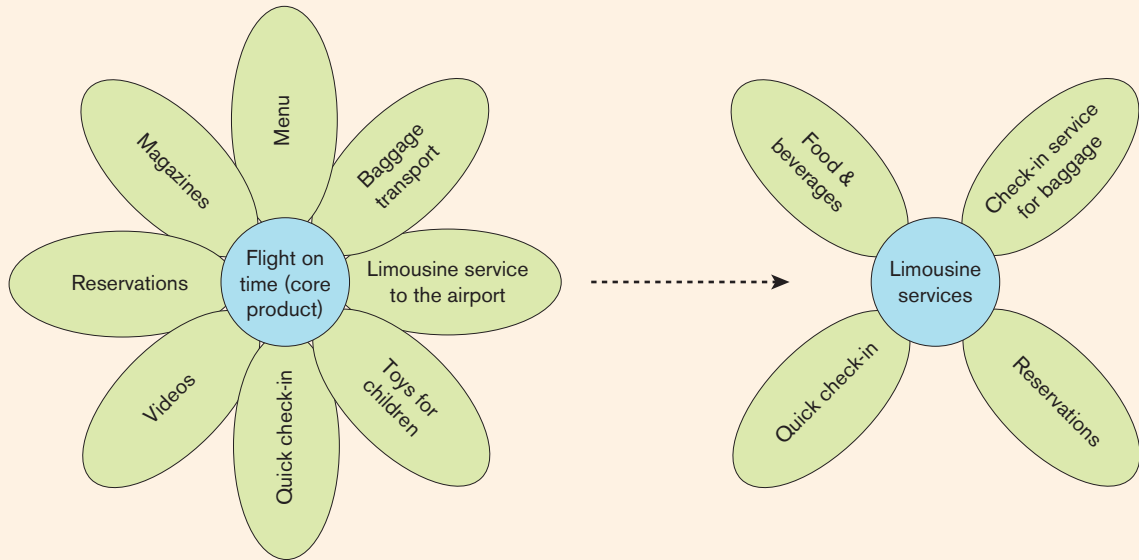 Menu
Baggage
transport
Limousine service
to the airport
Toys for
children
Quick check-in
Videos
Reservations
Magazines
Flight on
time (core
product)
Food &
beverages
Check-in service
for baggage
Limousine
services
Quick check-in
Reservations